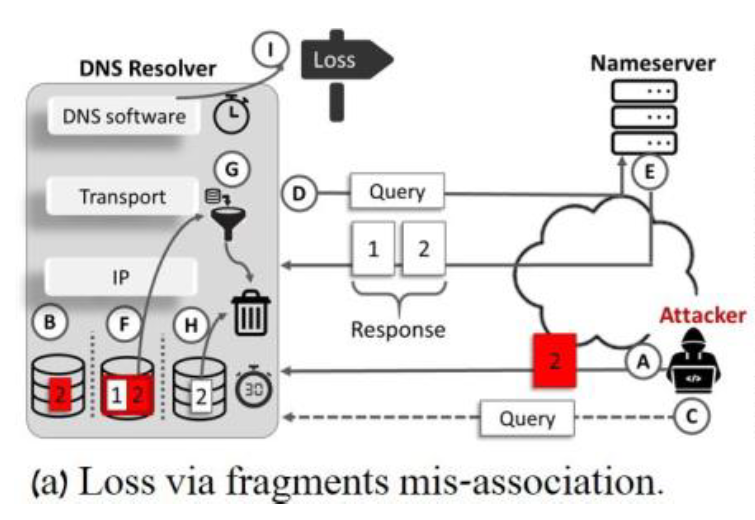 I
Loss
DNS Resolver
Nameserver
DNS software
G
E
D
Query
Transport
1 2
IP
B
F
H
Response
Attacker
2
A
</>
2
1 2
2
30
Query
C
(a) Loss via fragments mis-association.